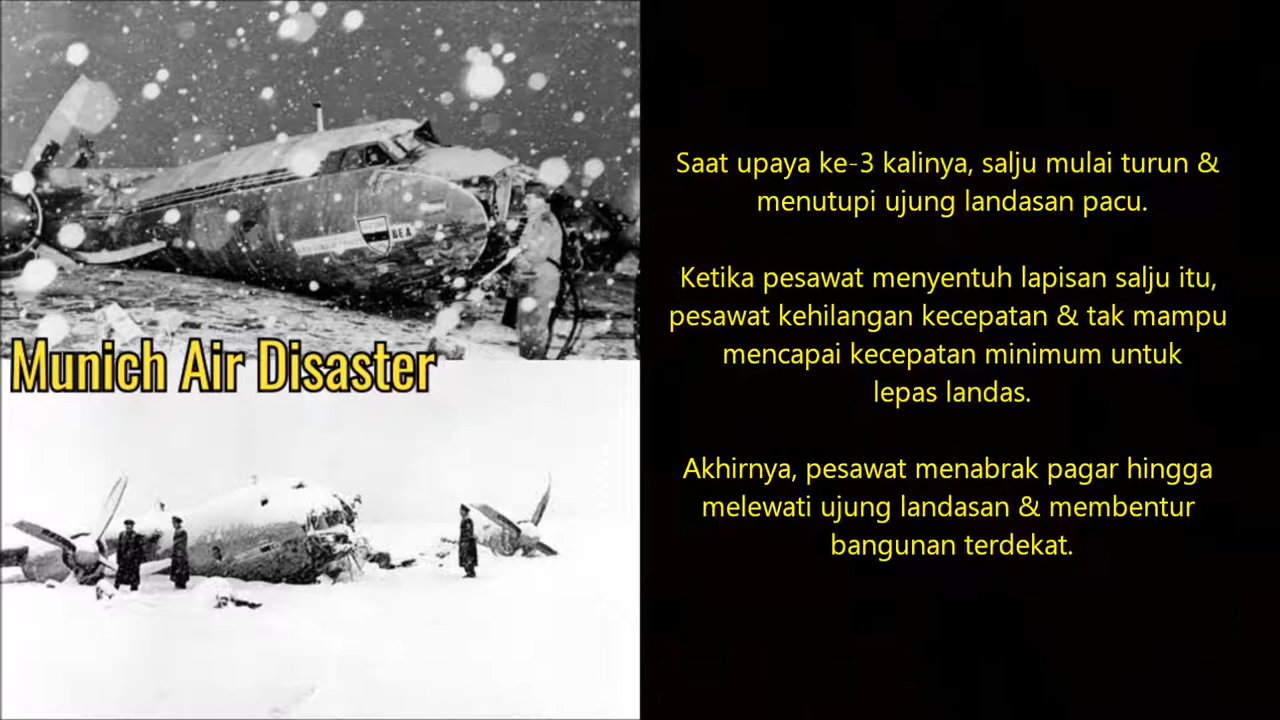 BEA
Munich Air Disaster
Saat upaya ke-3 kalinya, salju mulai turun &
menutupi ujung landasan pacu.
Ketika pesawat menyentuh lapisan salju itu,
pesawat kehilangan kecepatan & tak mampu
mencapai kecepatan minimum untuk
lepas landas.
Akhirnya, pesawat menabrak pagar hingga
melewati ujung landasan & membentur
bangunan terdekat.